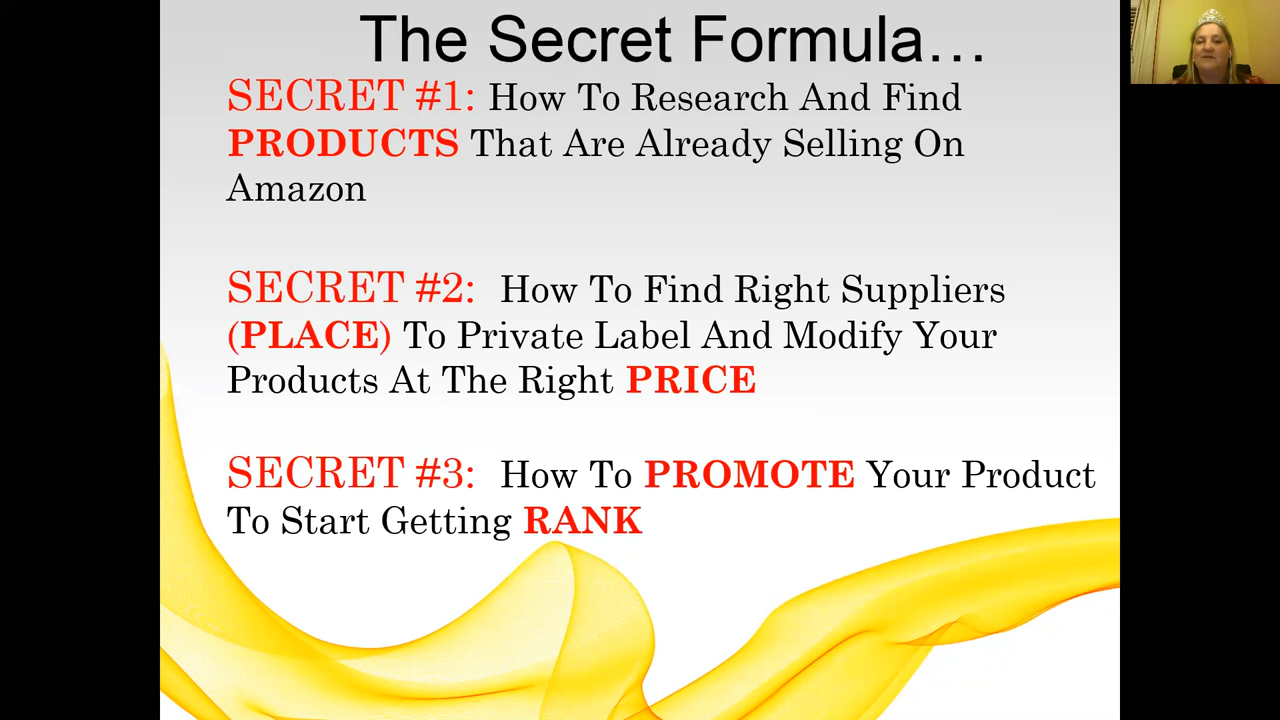 The Secret Formula…
SECRET #1: How To Research And Find
PRODUCTS That Are Already Selling On
Amazon
SECRET #2: How To Find Right Suppliers
(PLACE) To Private Label And Modify Your
Products At The Right PRICE
SECRET #3: How To PROMOTE Your Product
To Start Getting RANK